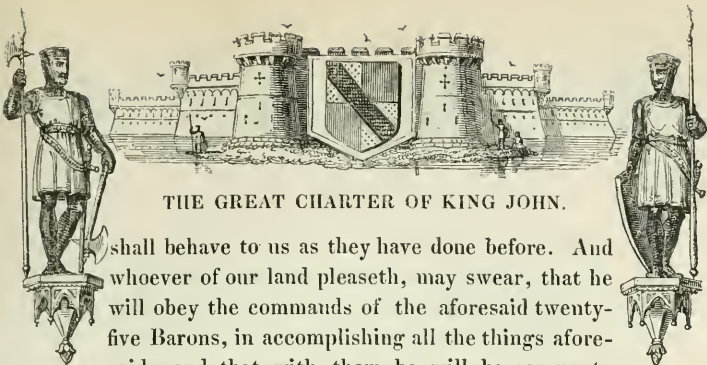 THE GREAT CHARTER OF KING JOHN.
shall behave to us as they have done before. And
whoever of our land pleaseth, may swear, that he
will obey the commands of the aforesaid twenty-
five Barons, in accomplishing all the things afore-